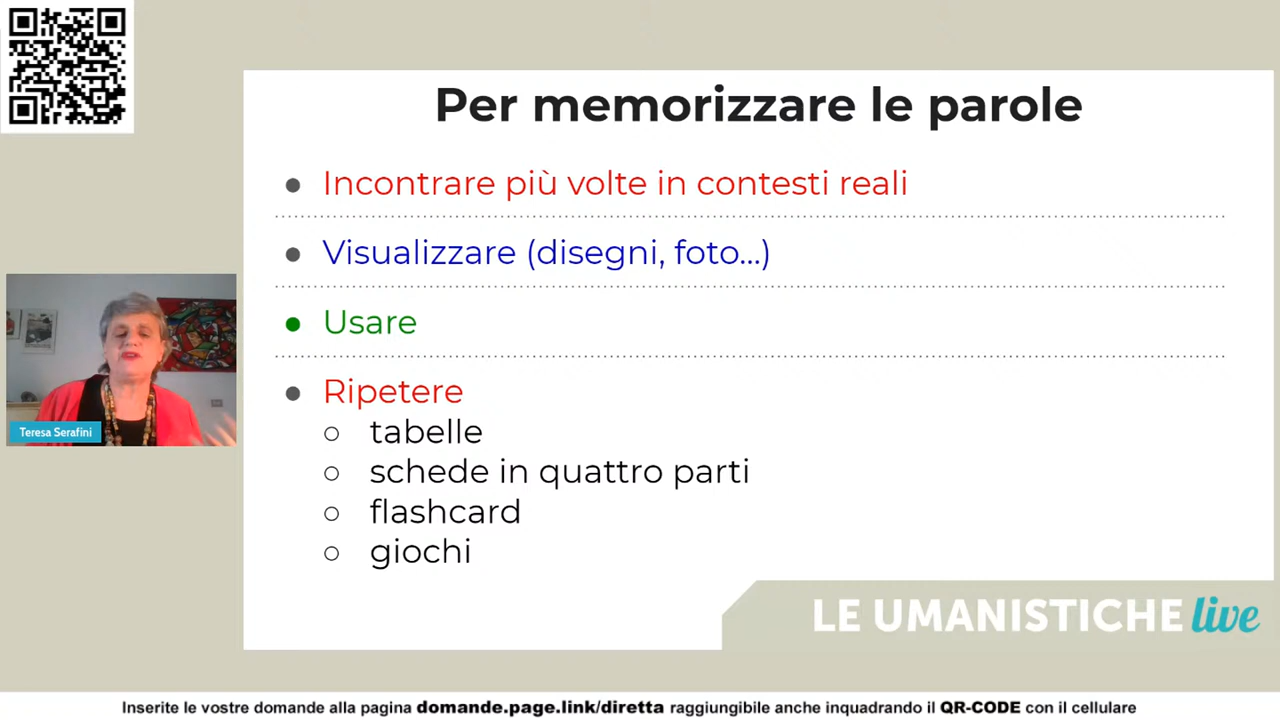 Per memorizzare le parole
● Incontrare più volte in contesti reali
● Visualizzare (disegni, foto...)
● Usare
● Ripetere
○ tabelle
○ schede in quattro parti
○ flashcard
○ giochi
Teresa Serafini
LE UMANISTICHE live
Inserite le vostre domande alla pagina domande.page.link/diretta raggiungibile anche inquadrando il QR-CODE con il cellulare